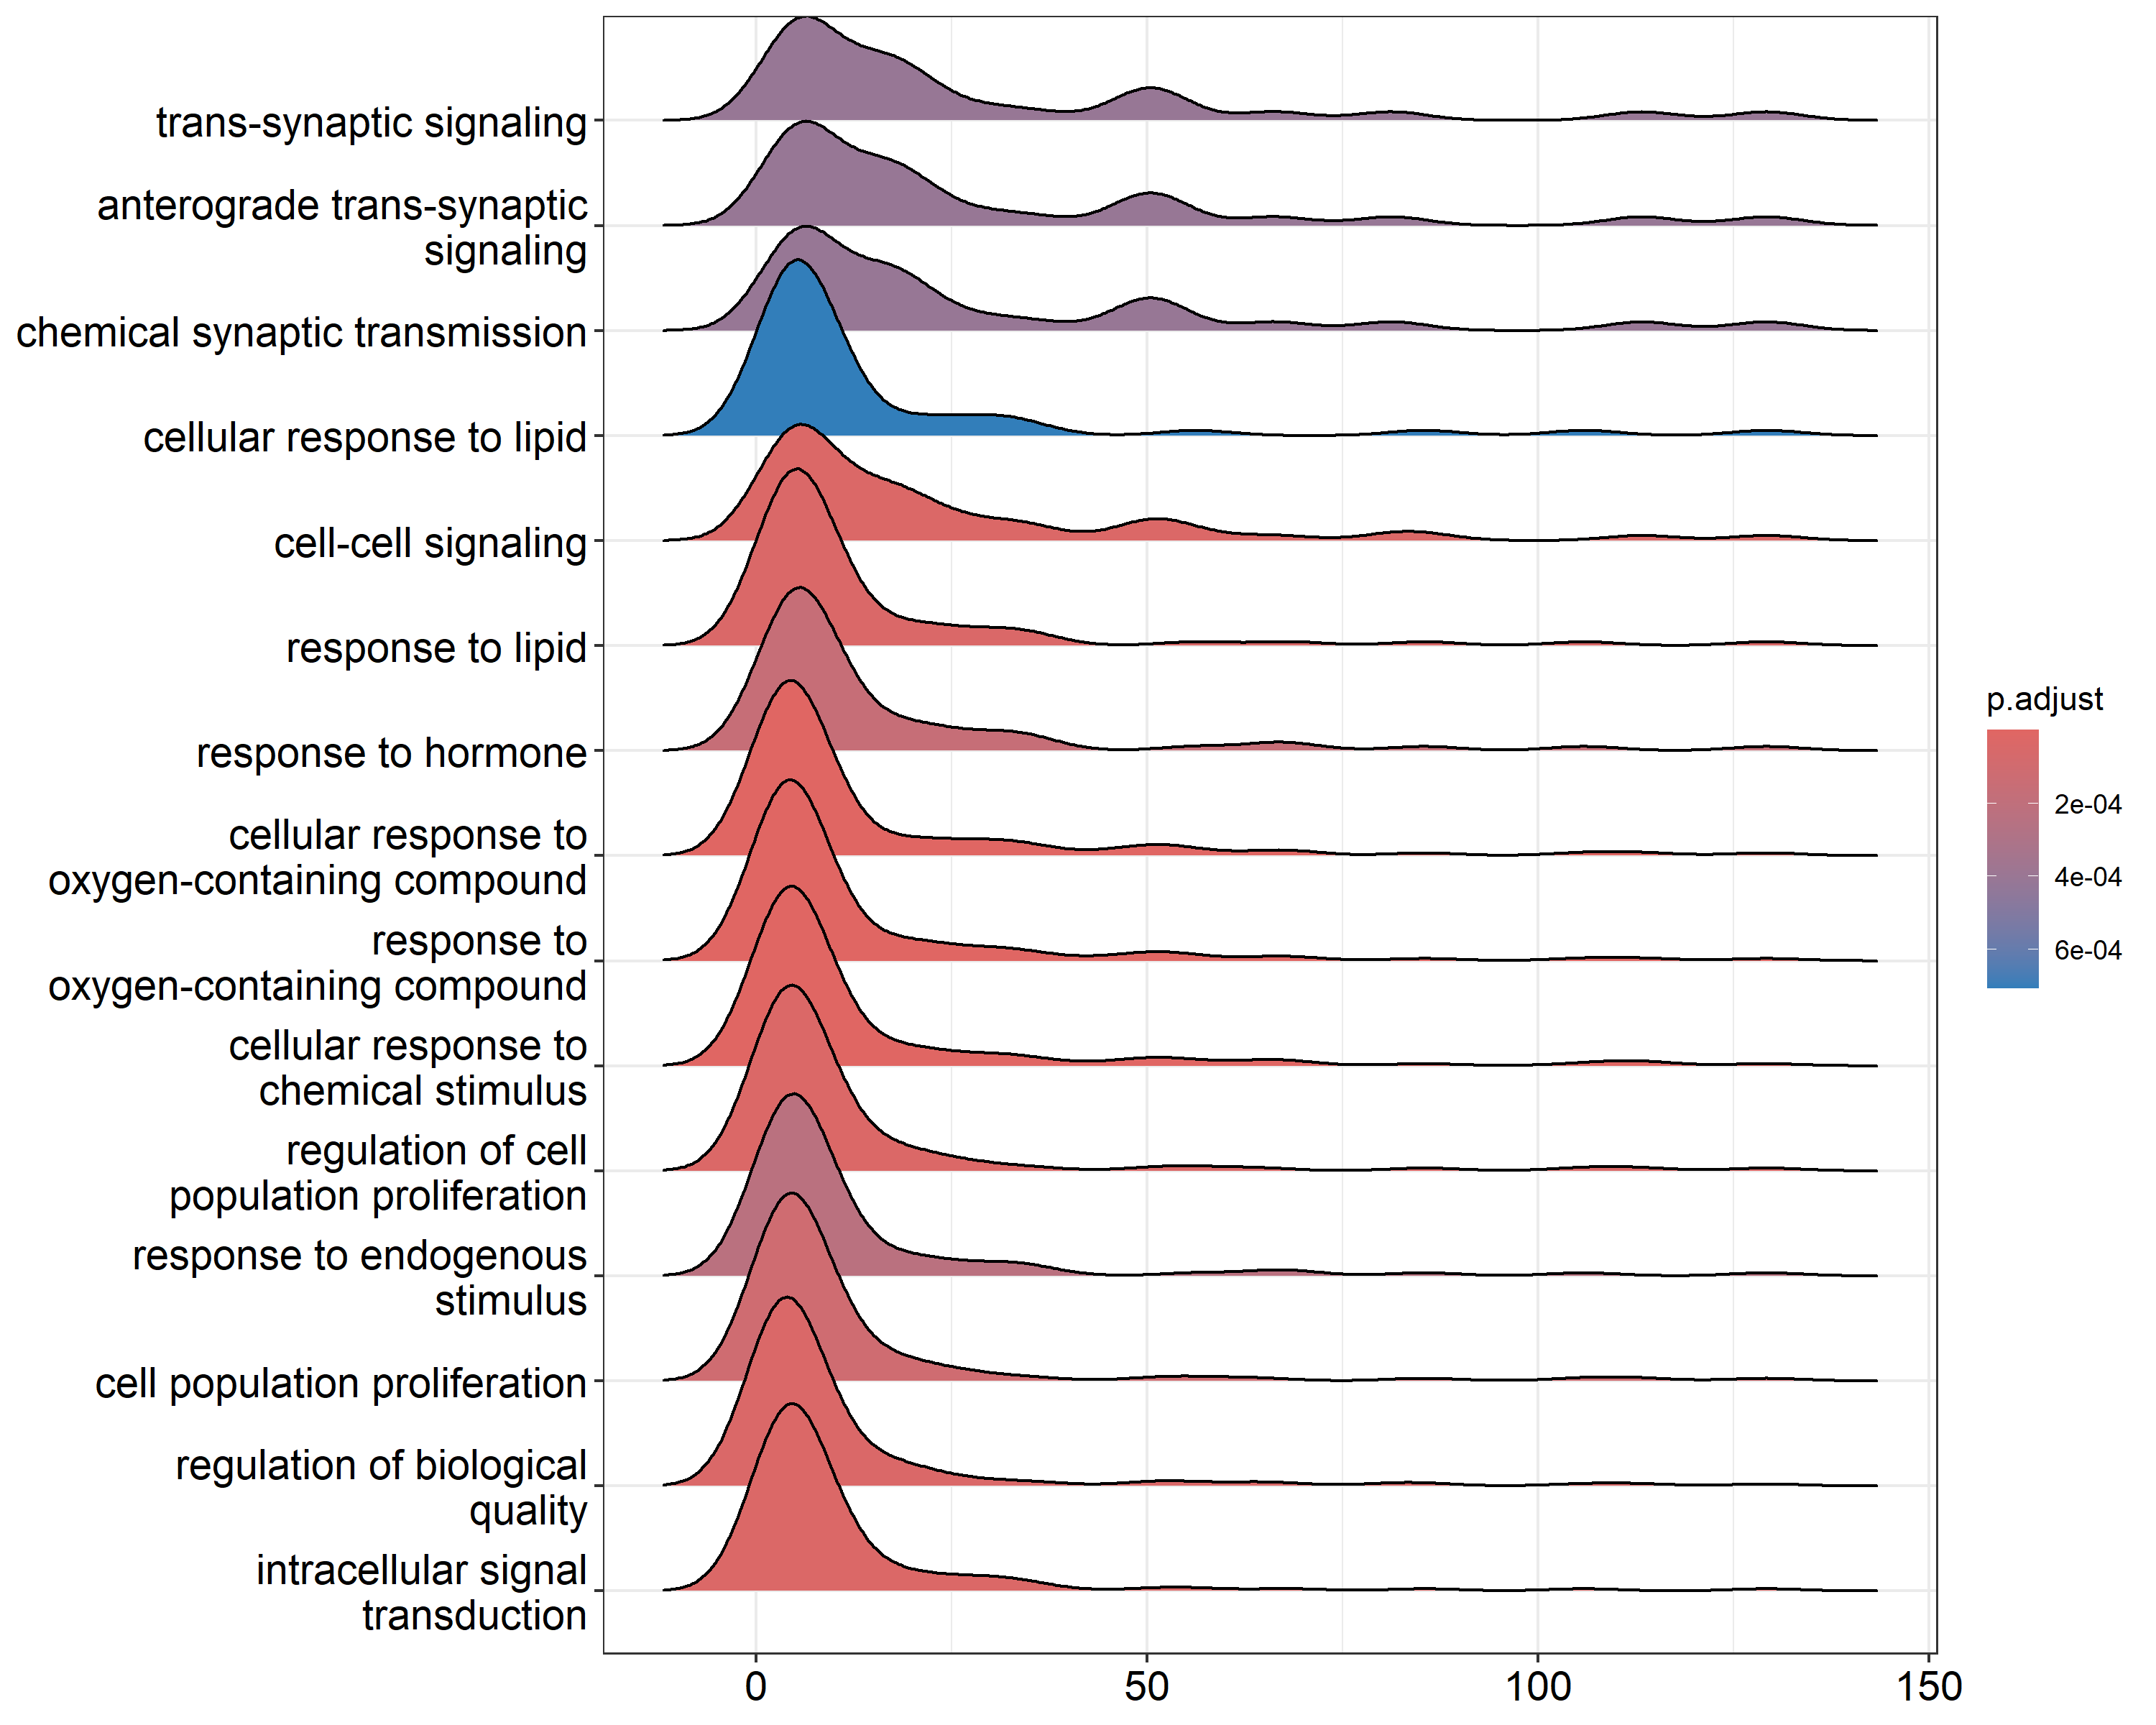 trans-synaptic signaling
anterograde trans-synaptic
signaling
chemical synaptic transmission
cellular response to lipid
cell-cell signaling
response to lipid
response to hormone
cellular response to
oxygen-containing compound
response to
oxygen-containing compound
cellular response to
chemical stimulus
regulation of cell
population proliferation
response to endogenous
stimulus
cell population proliferation
regulation of biological
quality
intracellular signal
transduction
0 50 100 150
p.adjust
2e-04
4e-04
6e-04